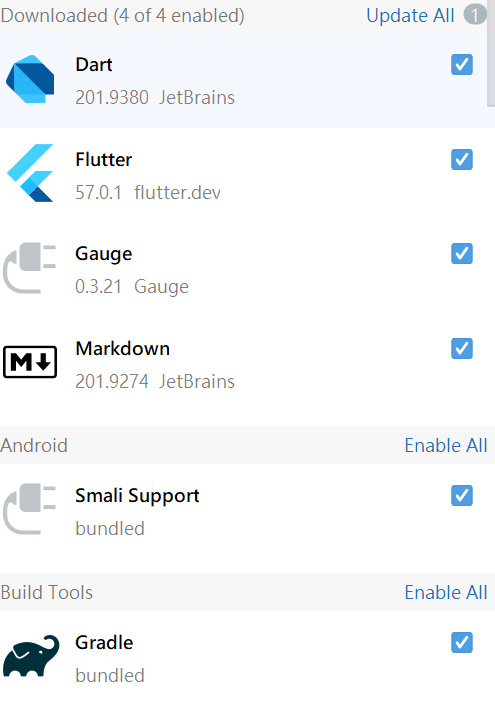 Downloaded (4 of 4 enabled) Update All 1
Dart
201.9380 JetBrains
Flutter
57.0.1 flutter.dev
Gauge
0.3.21 Gauge
M
Markdown
201.9274 JetBrains
Android Enable All
Smali Support
bundled
Build Tools Enable All
Gradle
bundled